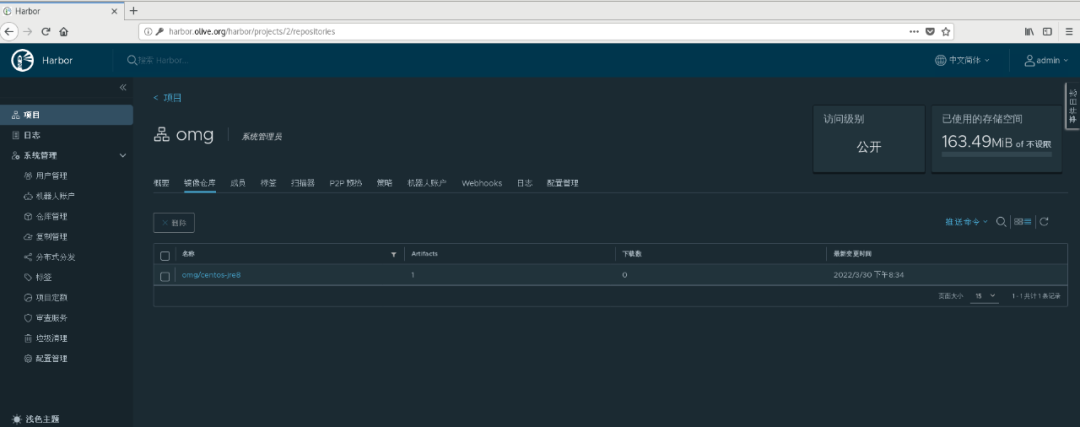 Harbor
harbor.olive.org/harbor/projects/2/repositories
Harbor
搜索 Harbor...
中文简体
admin
项目
日志
系统管理
用户管理
机器人账户
仓库管理
复制管理
分布式分发
标签
项目定额
审查服务
垃圾清理
配置管理
浅色主题
< 项目
omg
系统管理员
访问级别
公开
已使用的存储空间
163.49MiB of 不设限
事件日志
概要 镜像仓库 成员 标签 扫描器 P2P 预热 策略 机器人账户 Webhooks 日志 配置管理
× 删除
推送命令
名称 Artifacts 下载数 最新变更时间
omg/centos-jre8 1 0 2022/3/30 下午8:34
页面大小 15 1 - 1 共计 1 条记录